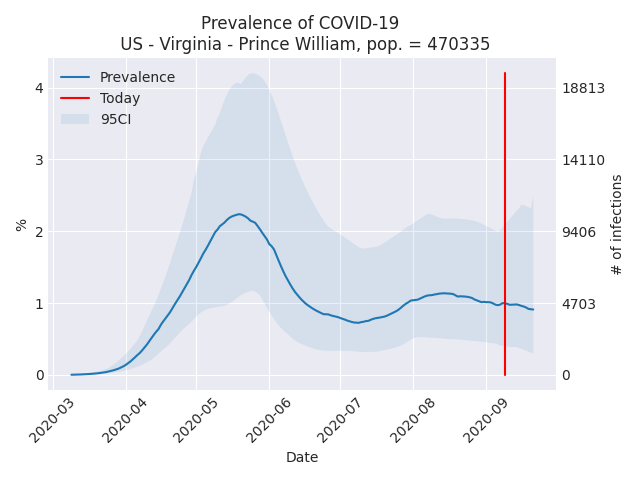 Prevalence of COVID-19
US - Virginia - Prince William, pop. = 470335
Prevalence
Today
95CI
%
4
3
2
1
0
18813
14110
9406
4703
0
# of infections
2020-03
2020-04
2020-05
2020-06
2020-07
2020-08
2020-09
Date